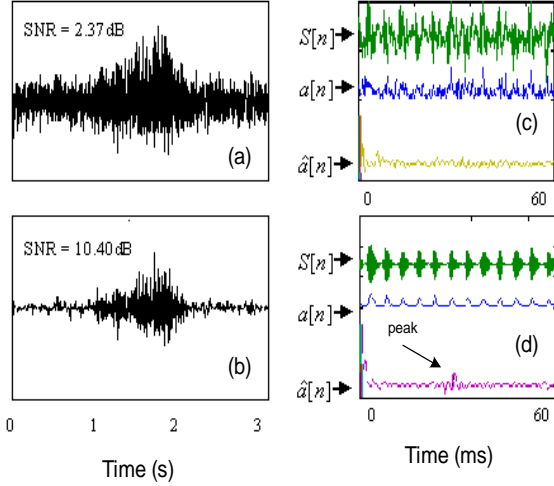 SNR = 2.37 dB
(a)
S[n]
a[n]
â[n]
(c)
0 60
SNR = 10.40 dB
(b)
0 1 2 3
Time (s)
S[n]
a[n]
â[n]
peak
(d)
0 60
Time (ms)